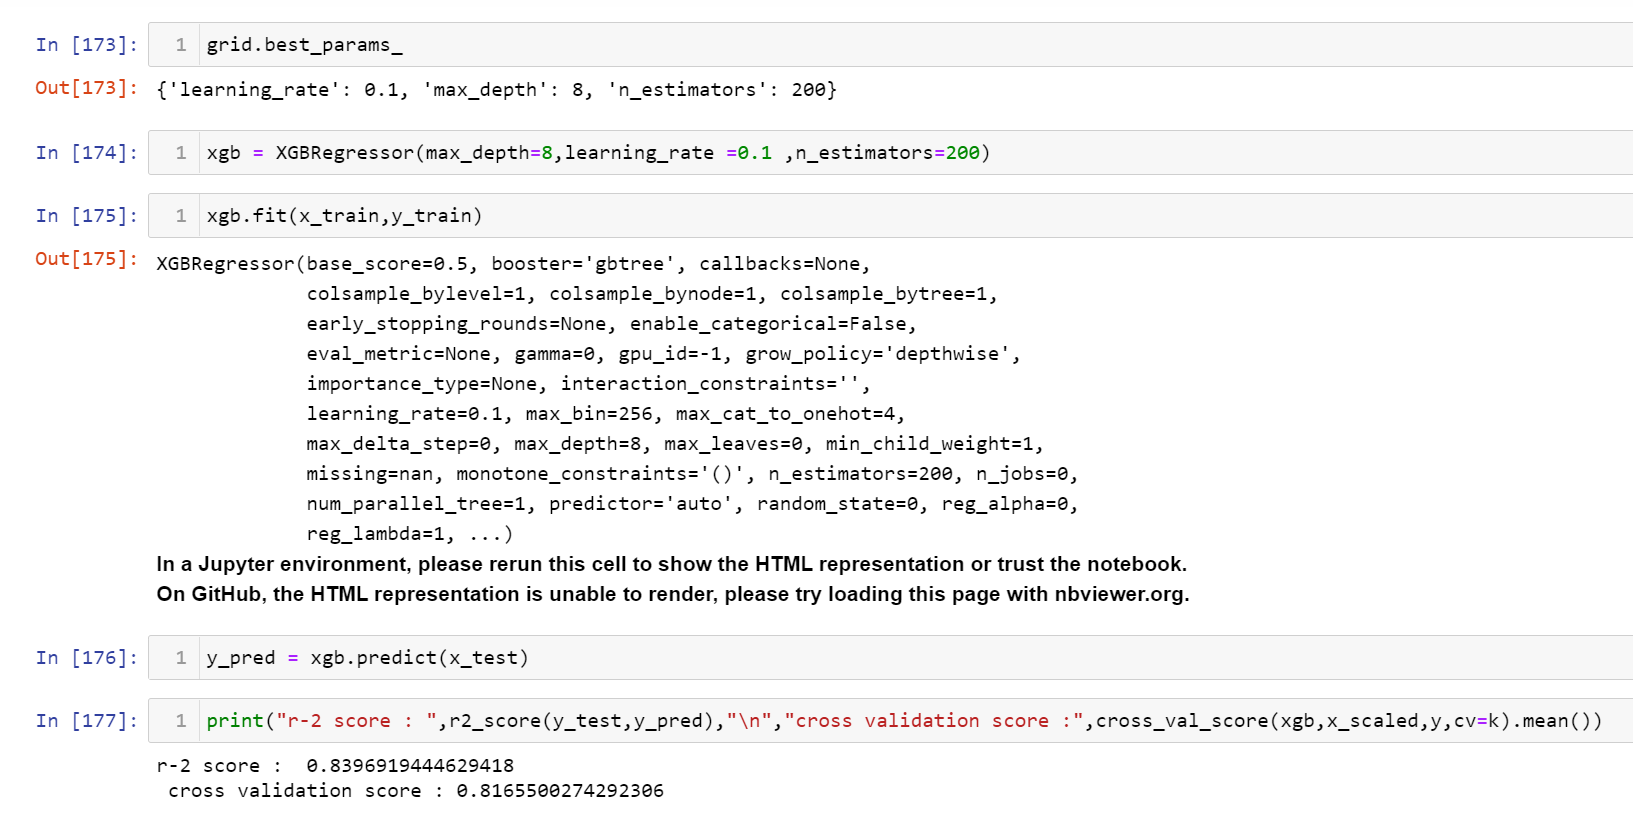 In [173]: 1 grid.best_params_
Out[173]: {'learning_rate': 0.1, 'max_depth': 8, 'n_estimators': 200}
In [174]: 1 xgb = XGBRegressor(max_depth=8,learning_rate =0.1 ,n_estimators=200)
In [175]: 1 xgb.fit(x_train,y_train)
Out[175]: XGBRegressor(base_score=0.5, booster='gbtree', callbacks=None,
colsample_bylevel=1, colsample_bynode=1, colsample_bytree=1,
early_stopping_rounds=None, enable_categorical=False,
eval_metric=None, gamma=0, gpu_id=-1, grow_policy='depthwise',
importance_type=None, interaction_constraints='',
learning_rate=0.1, max_bin=256, max_cat_to_onehot=4,
max_delta_step=0, max_depth=8, max_leaves=0, min_child_weight=1,
missing=nan, monotone_constraints='()', n_estimators=200, n_jobs=0,
num_parallel_tree=1, predictor='auto', random_state=0, reg_alpha=0,
reg_lambda=1, ...)
In a Jupyter environment, please rerun this cell to show the HTML representation or trust the notebook.
On GitHub, the HTML representation is unable to render, please try loading this page with nbviewer.org.
In [176]: 1 y_pred = xgb.predict(x_test)
In [177]: 1 print("r-2 score : ",r2_score(y_test,y_pred),"\n","cross validation score :",cross_val_score(xgb,x_scaled,y,cv=k).mean())
r-2 score :  0.8396919444629418
cross validation score : 0.8165500274292306